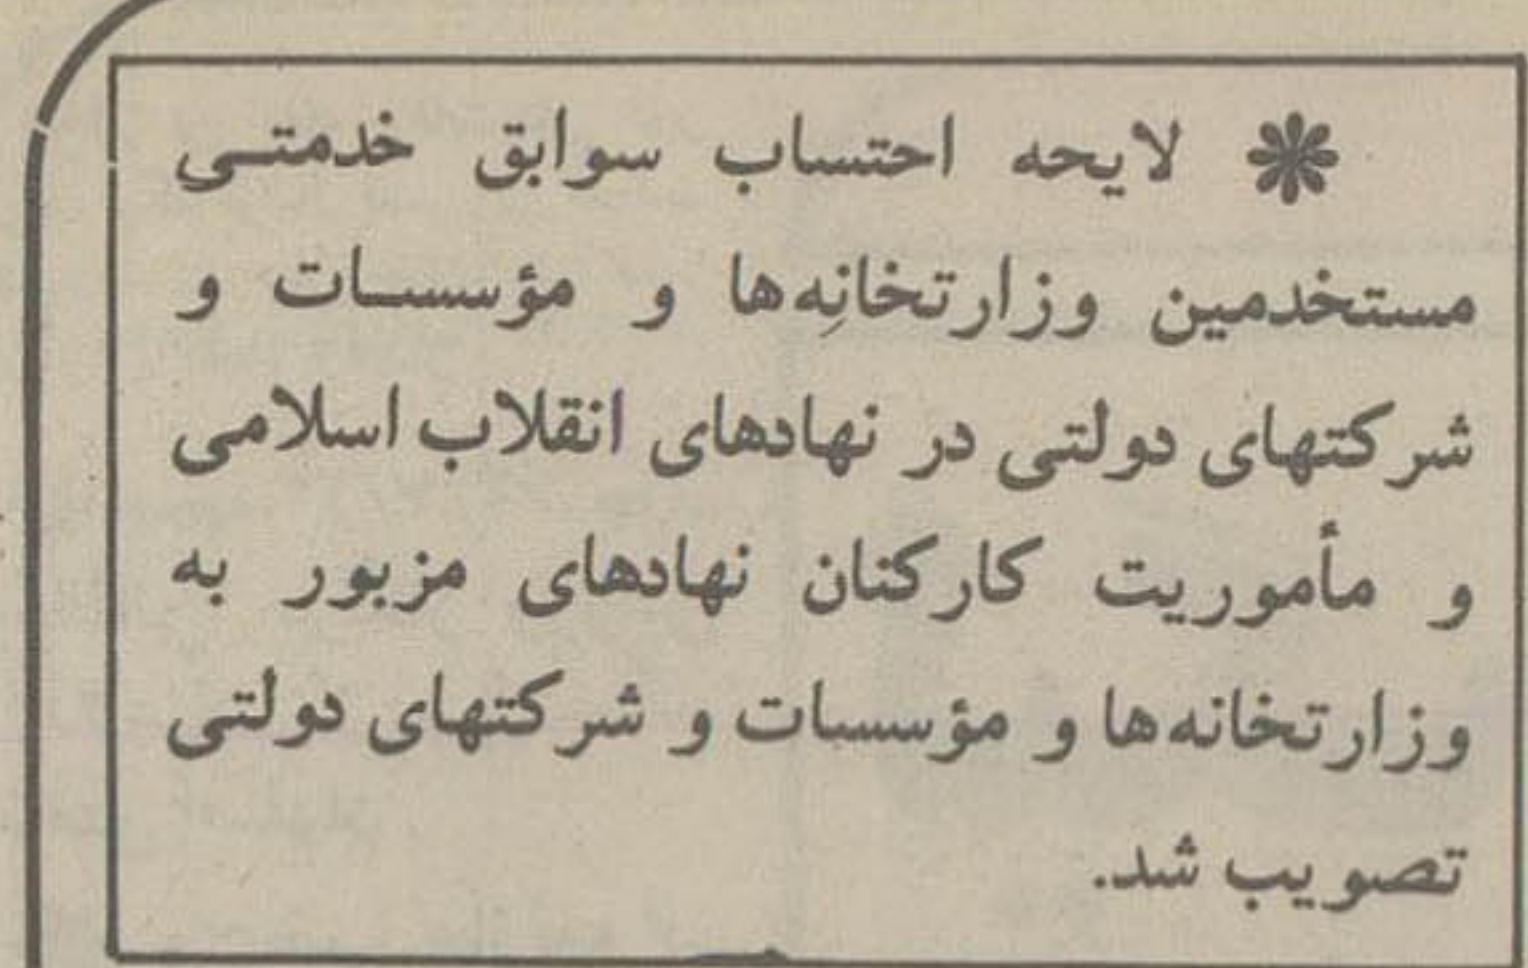 ❋ لایحه احتساب سوابق خدمتی
مستخدمین وزارتخانِه‌ها و مؤسسات و
شرکتهای دولتی در نهادهای انقلاب اسلامی
و مأموریت کارکنان نهادهای مزبور به
وزارتخانه‌ها و مؤسسات و شرکتهای دولتی
تصویب شد.